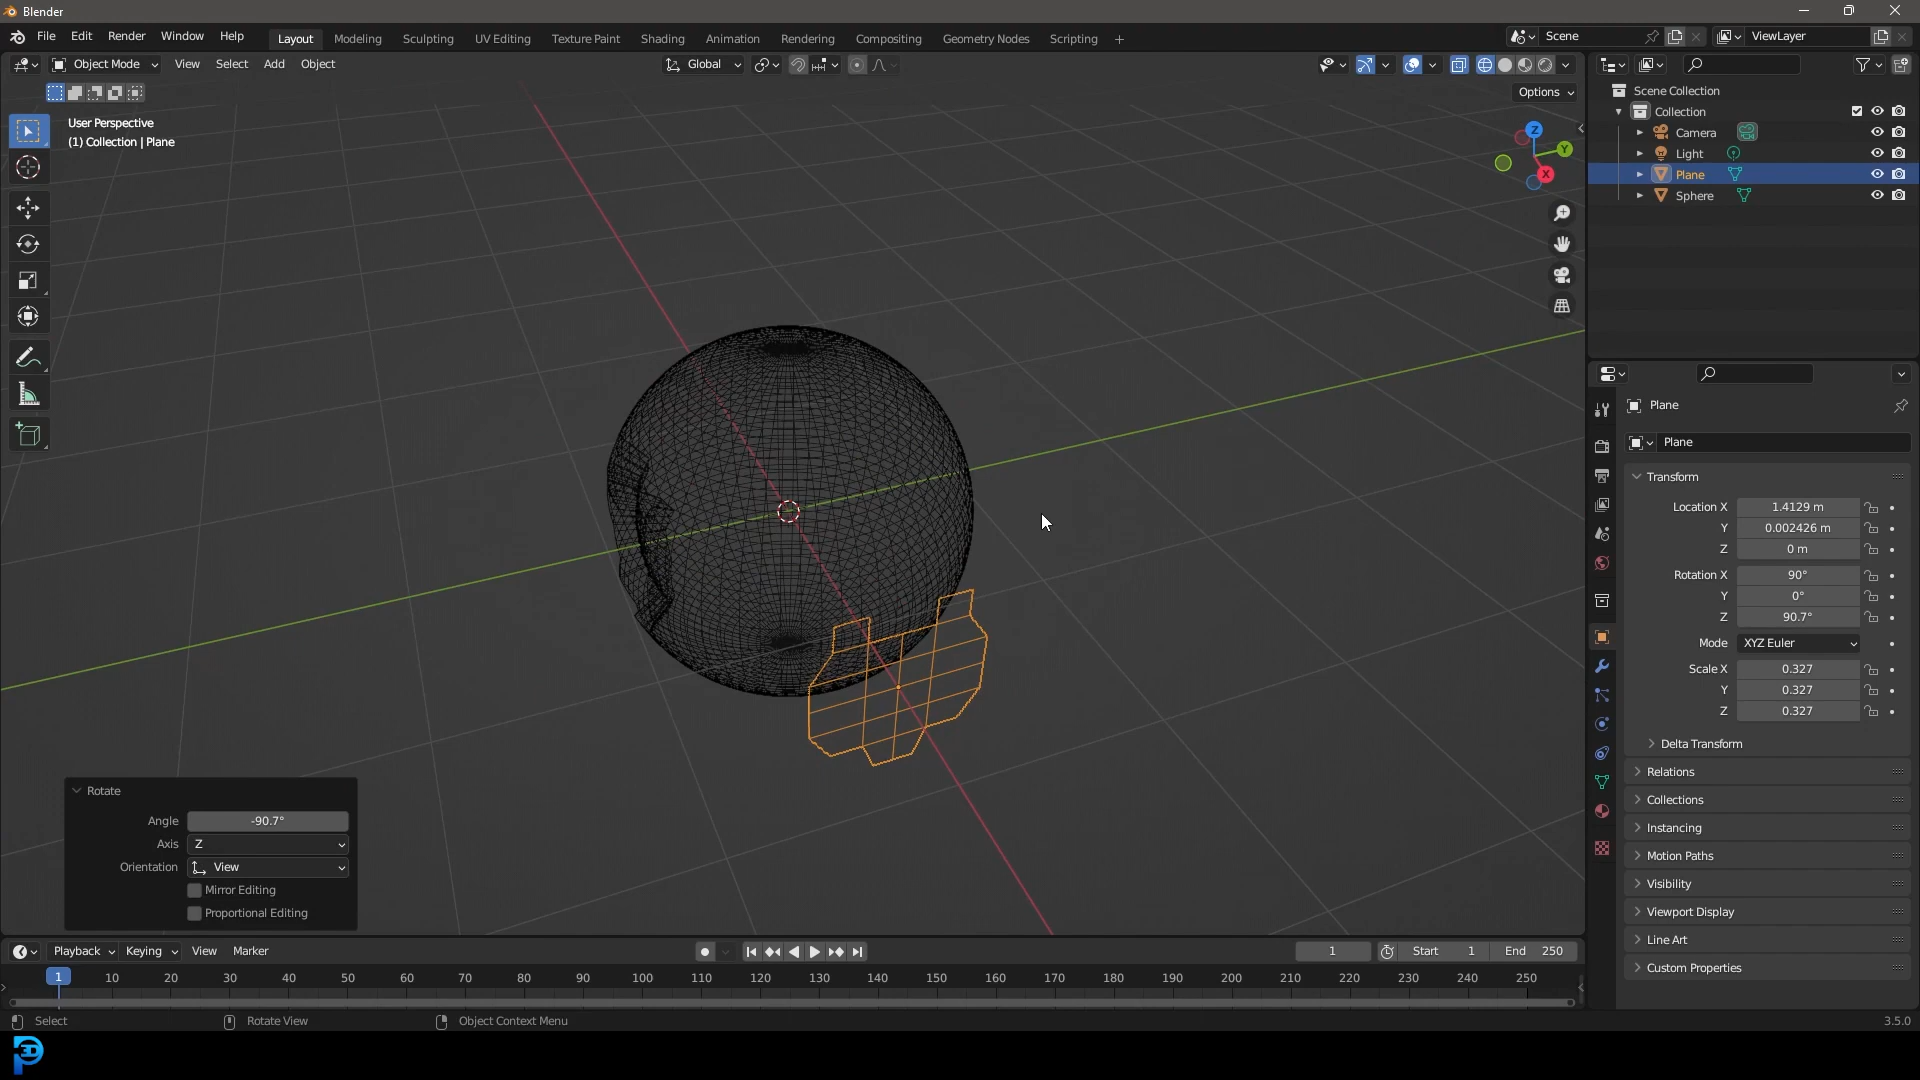 Blender
File Edit Render Window Help
Layout Modeling Sculpting UV Editing Texture Paint Shading Animation Rendering Compositing Geometry Nodes Scripting +
Scene
ViewLayer
Object Mode View Select Add Object
Global
Options
User Perspective
(1) Collection | Plane
Z
Y
X
Scene Collection
Collection
Camera
Light
Plane
Sphere
Plane
Plane
Transform
Location X 1.4129 m
Y 0.002426 m
Z 0 m
Rotation X 90°
Y 0°
Z 90.7°
Mode XYZ Euler
Scale X 0.327
Y 0.327
Z 0.327
Delta Transform
Relations
Collections
Instancing
Motion Paths
Visibility
Viewport Display
Line Art
Custom Properties
Rotate
Angle -90.7°
Axis Z
Orientation View
Mirror Editing
Proportional Editing
Playback Keying View Marker
1 Start 1 End 250
1 10 20 30 40 50 60 70 80 90 100 110 120 130 140 150 160 170 180 190 200 210 220 230 240 250
Select Rotate View Object Context Menu
3.5.0
3D